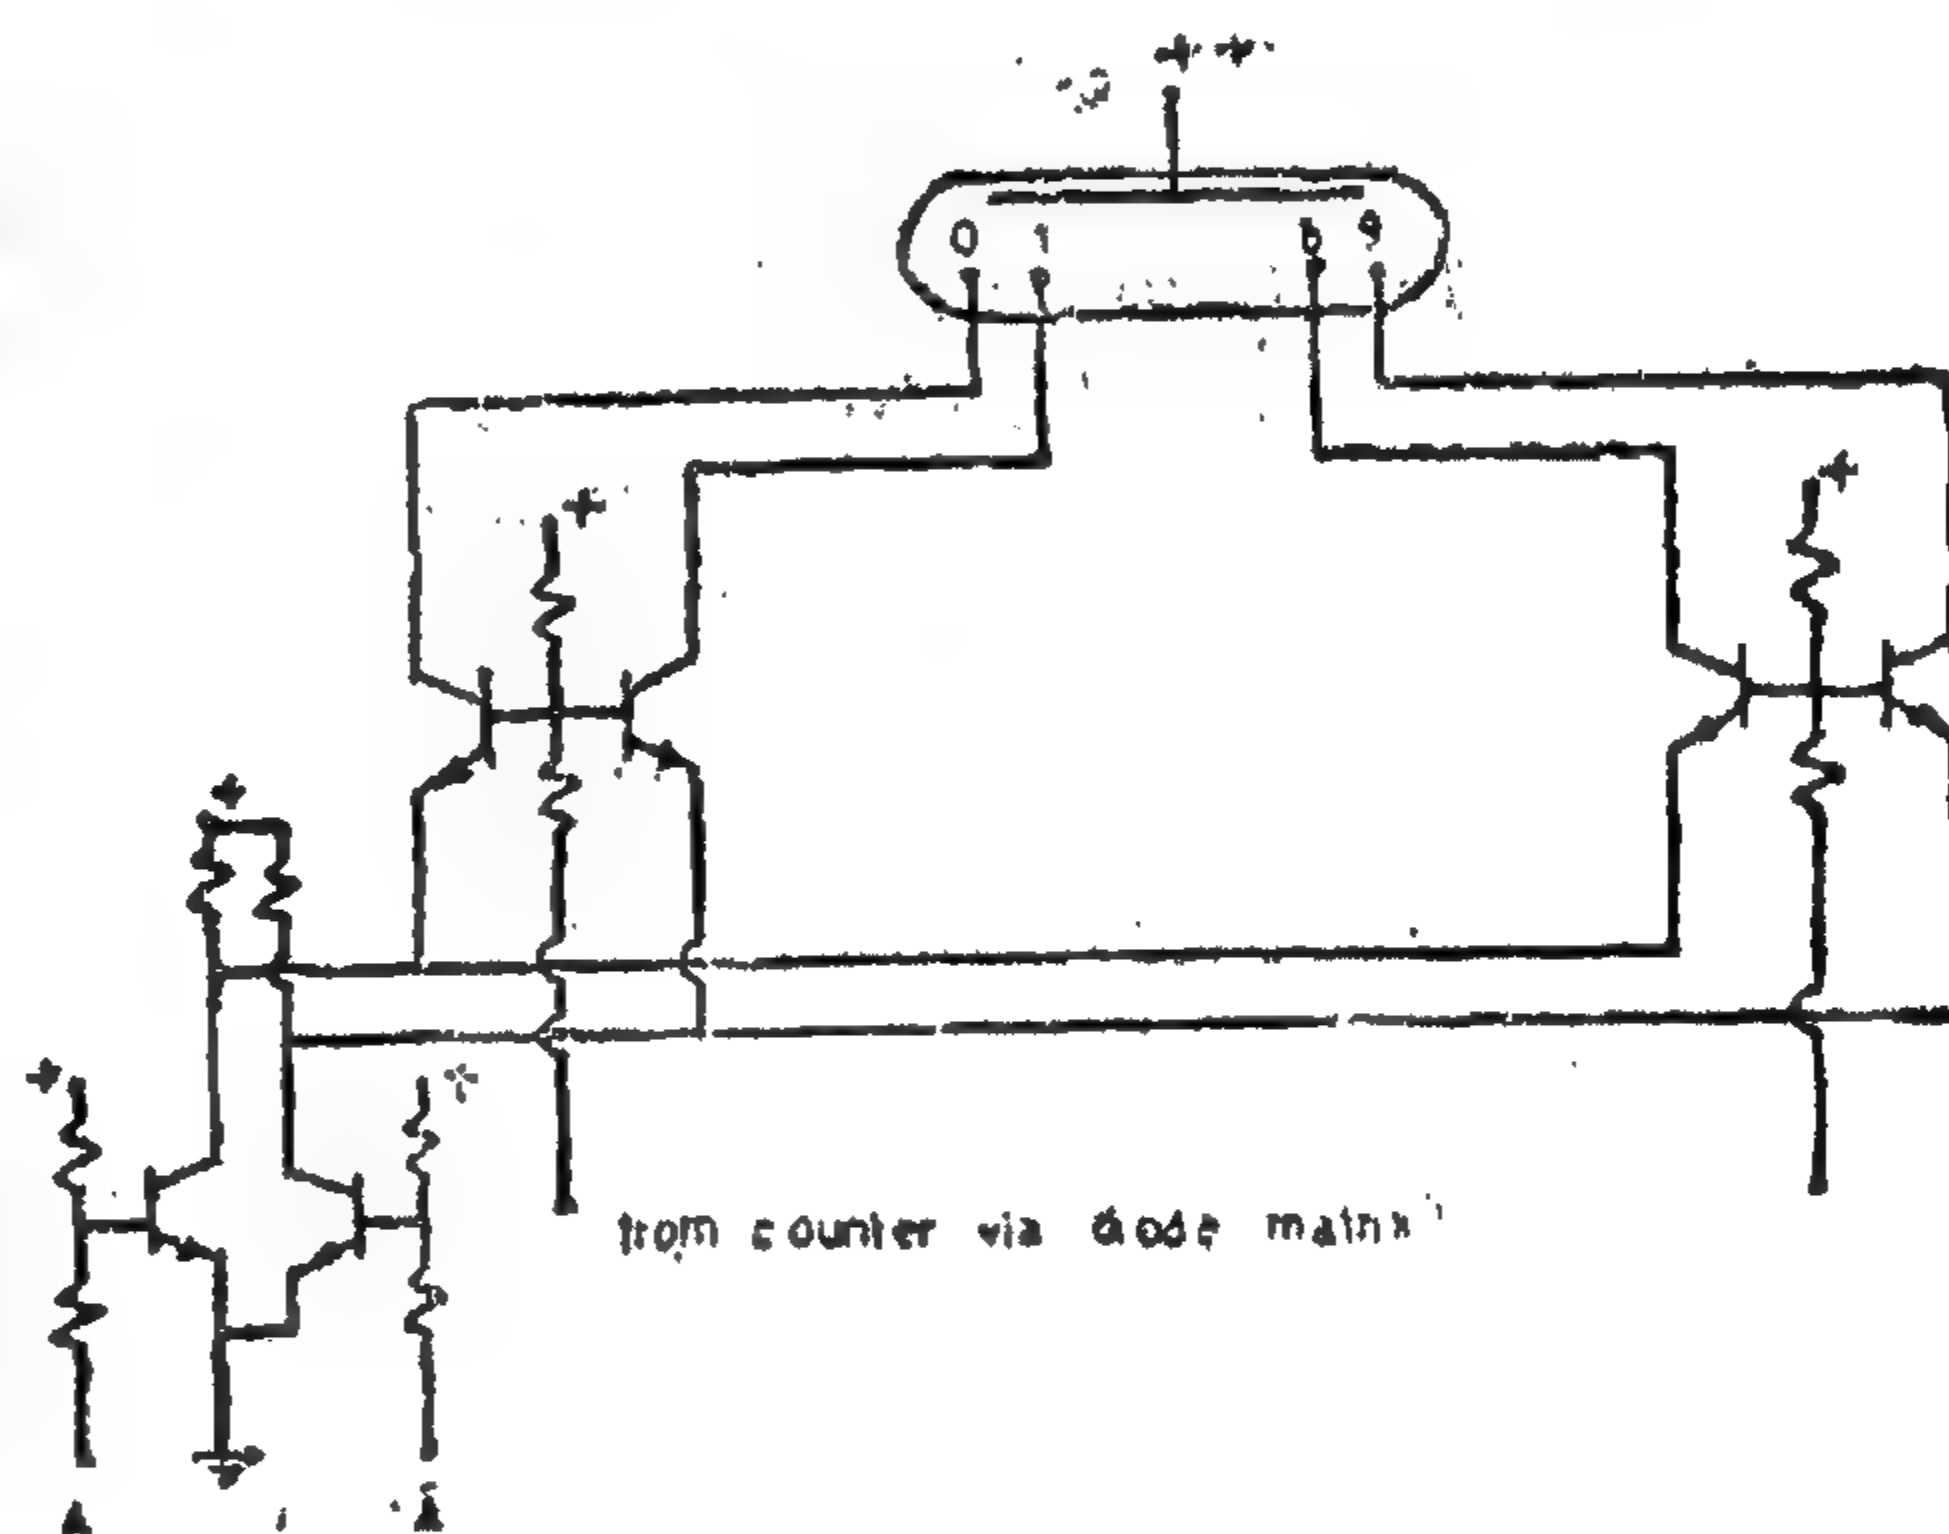 ++
0 1 8 9
+
+
+
+ +
from counter via diode matrix